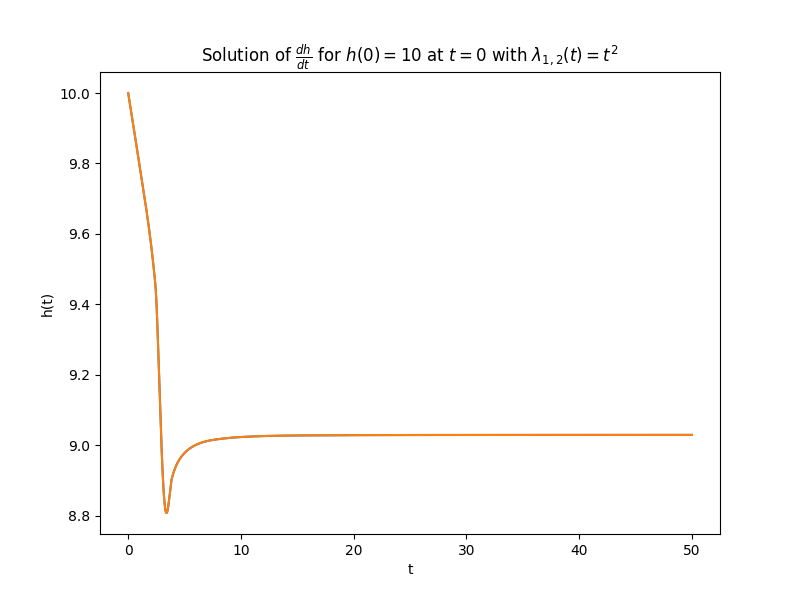 Solution of dh/dt for h(0) = 10 at t = 0 with λ₁,₂(t) = t²
10.0
9.8
9.6
9.4
9.2
9.0
8.8
h(t)
0 10 20 30 40 50
t